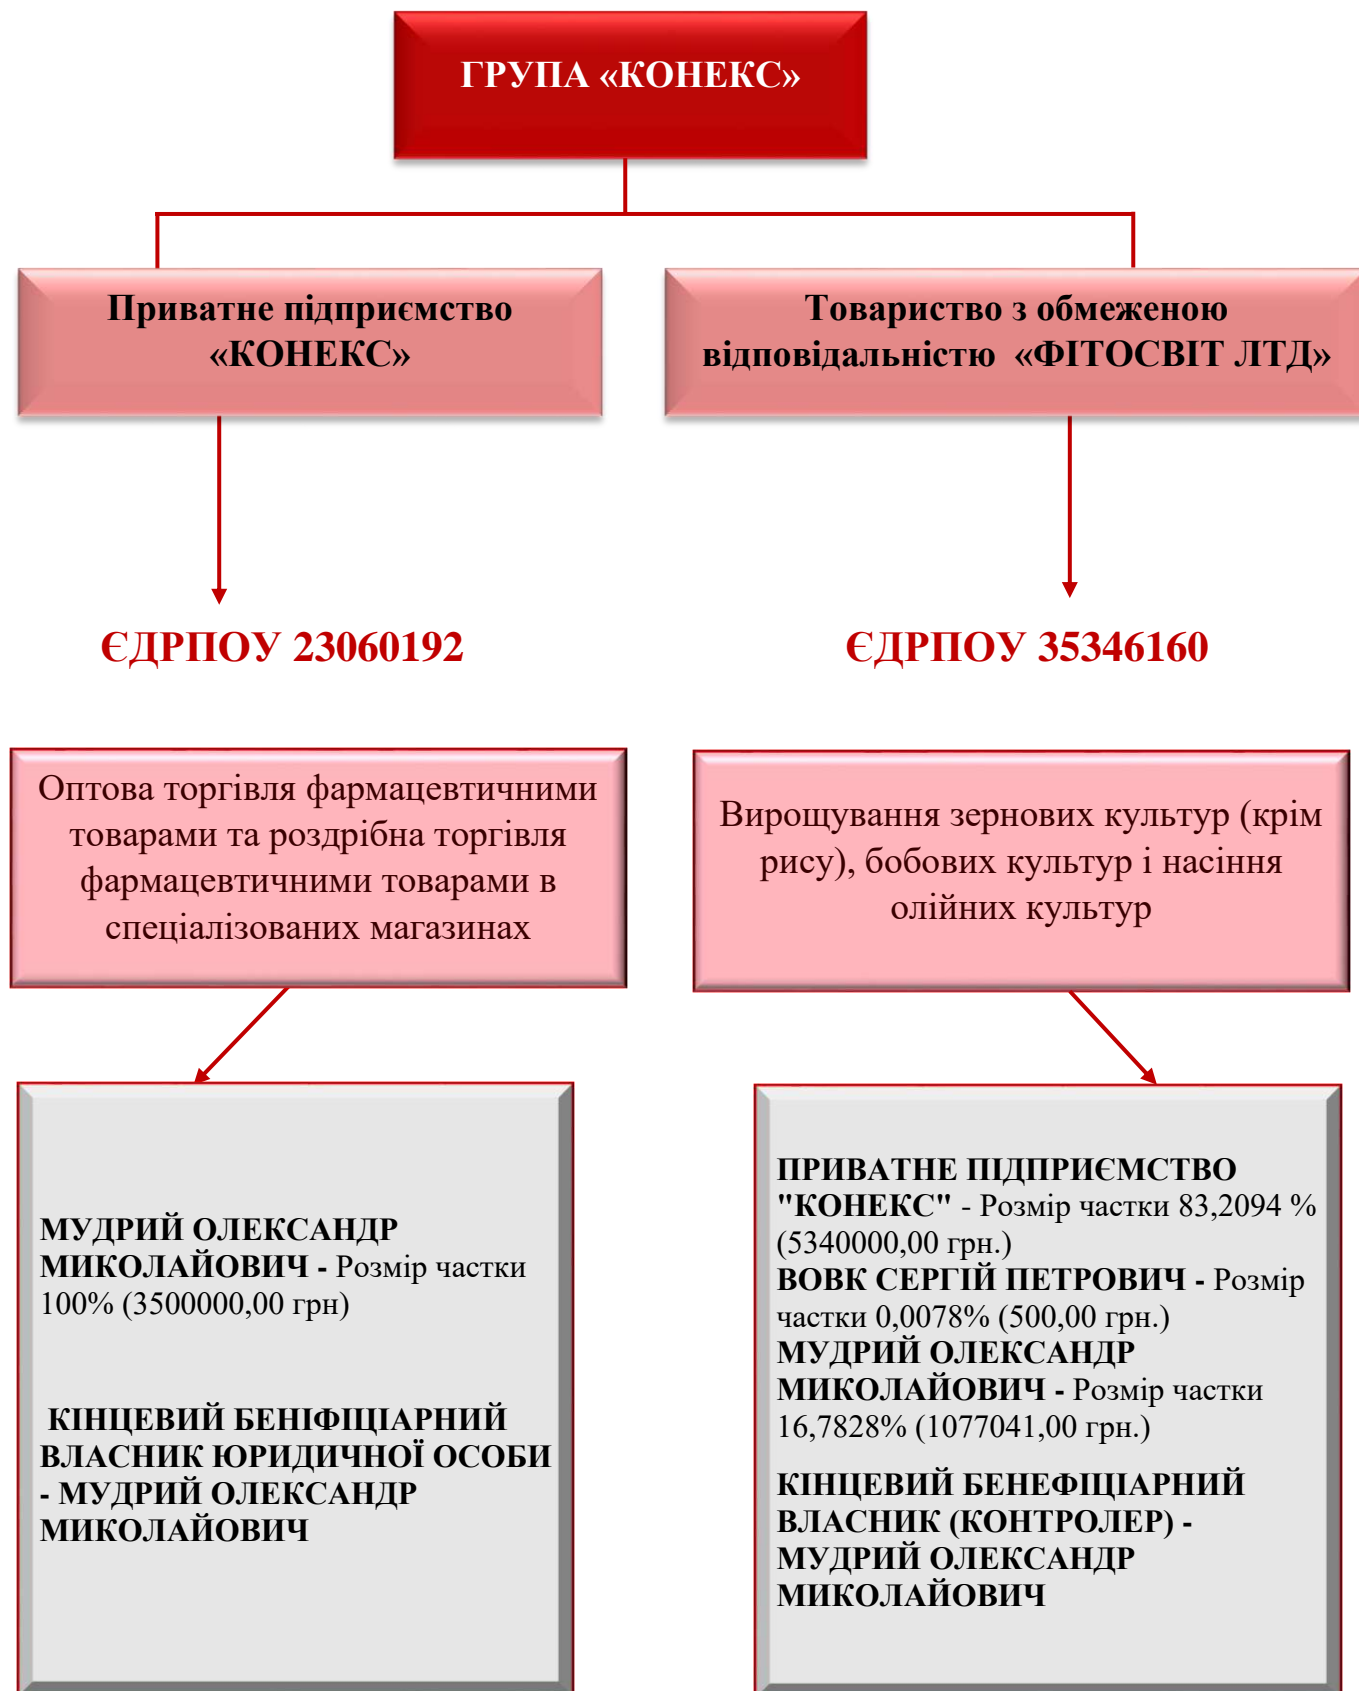 ГРУПА «КОНЕКС»
Приватне підприємство
«КОНЕКС»
Товариство з обмеженою
відповідальністю «ФІТОСВІТ ЛТД»
ЄДРПОУ 23060192
ЄДРПОУ 35346160
Оптова торгівля фармацевтичними
товарами та роздрібна торгівля
фармацевтичними товарами в
спеціалізованих магазинах
Вирощування зернових культур (крім
рису), бобових культур і насіння
олійних культур
МУДРИЙ ОЛЕКСАНДР
МИКОЛАЙОВИЧ - Розмір частки
100% (3500000,00 грн)
КІНЦЕВИЙ БЕНІФІЦІАРНИЙ
ВЛАСНИК ЮРИДИЧНОЇ ОСОБИ
- МУДРИЙ ОЛЕКСАНДР
МИКОЛАЙОВИЧ
ПРИВАТНЕ ПІДПРИЄМСТВО
"КОНЕКС" - Розмір частки 83,2094 %
(5340000,00 грн.)
ВОВК СЕРГІЙ ПЕТРОВИЧ - Розмір
частки 0,0078% (500,00 грн.)
МУДРИЙ ОЛЕКСАНДР
МИКОЛАЙОВИЧ - Розмір частки
16,7828% (1077041,00 грн.)
КІНЦЕВИЙ БЕНЕФІЦІАРНИЙ
ВЛАСНИК (КОНТРОЛЕР) -
МУДРИЙ ОЛЕКСАНДР
МИКОЛАЙОВИЧ